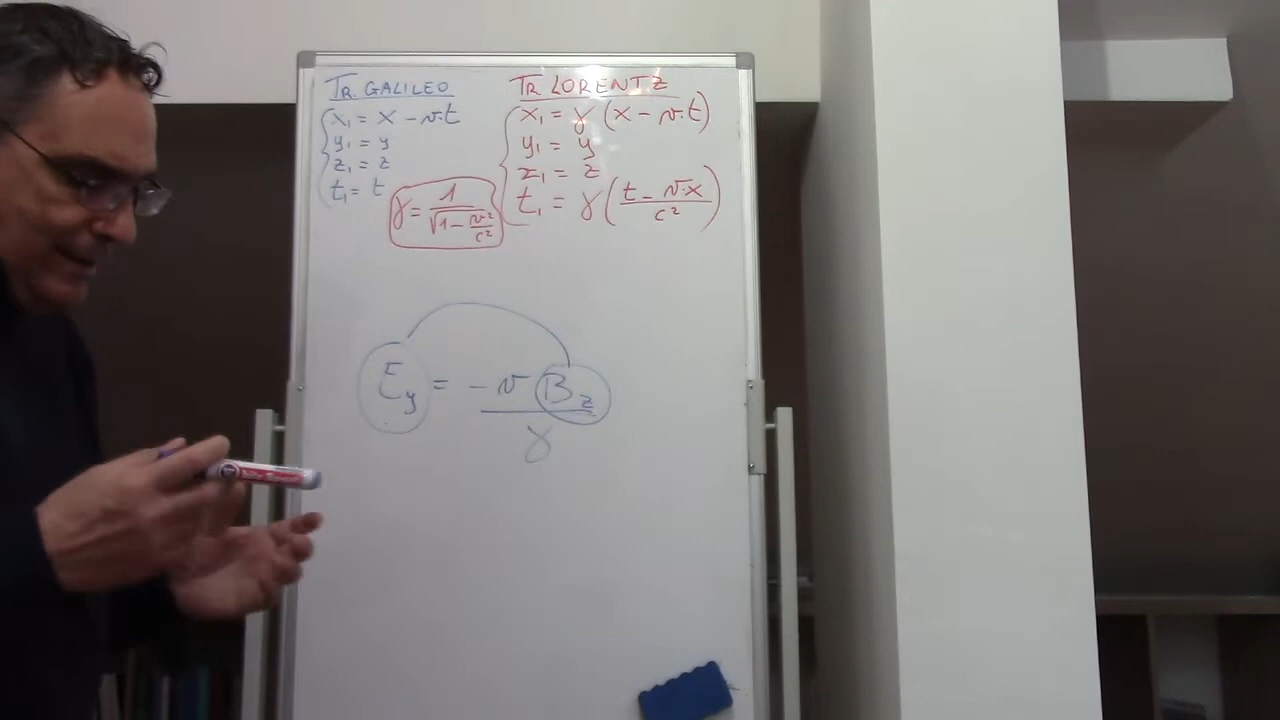 TR. GALILEO
x₁ = x - v·t
y₁ = y
z₁ = z
t₁ = t
TR LORENTZ
x₁ = γ (x - v·t)
y₁ = y
z₁ = z
t₁ = γ ((t - v·x)/c²)
γ = 1/√(1 - v²/c²)
E_y = (-v B_z)/γ